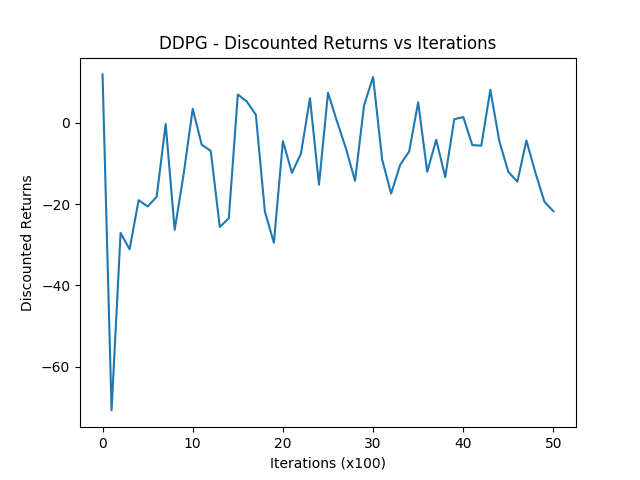 DDPG - Discounted Returns vs Iterations
0
−20
−40
−60
Discounted Returns
0 10 20 30 40 50
Iterations (x100)